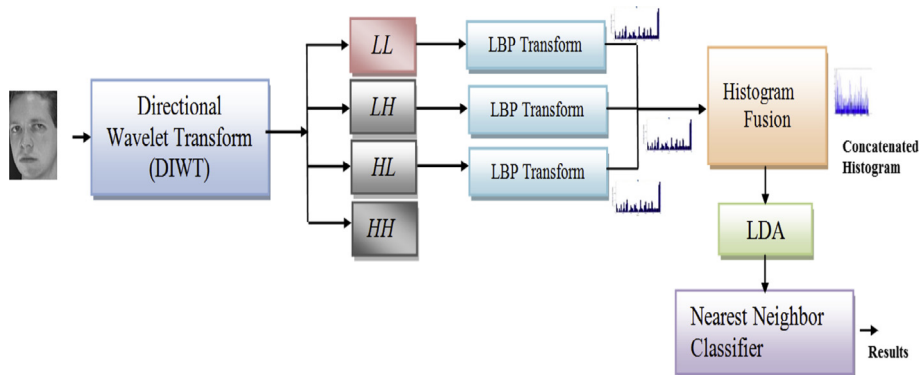 Directional
Wavelet Transform
(DIWT)
LL
LH
HL
HH
LBP Transform
LBP Transform
LBP Transform
Histogram
Fusion
Concatenated
Histogram
LDA
Nearest Neighbor
Classifier
Results